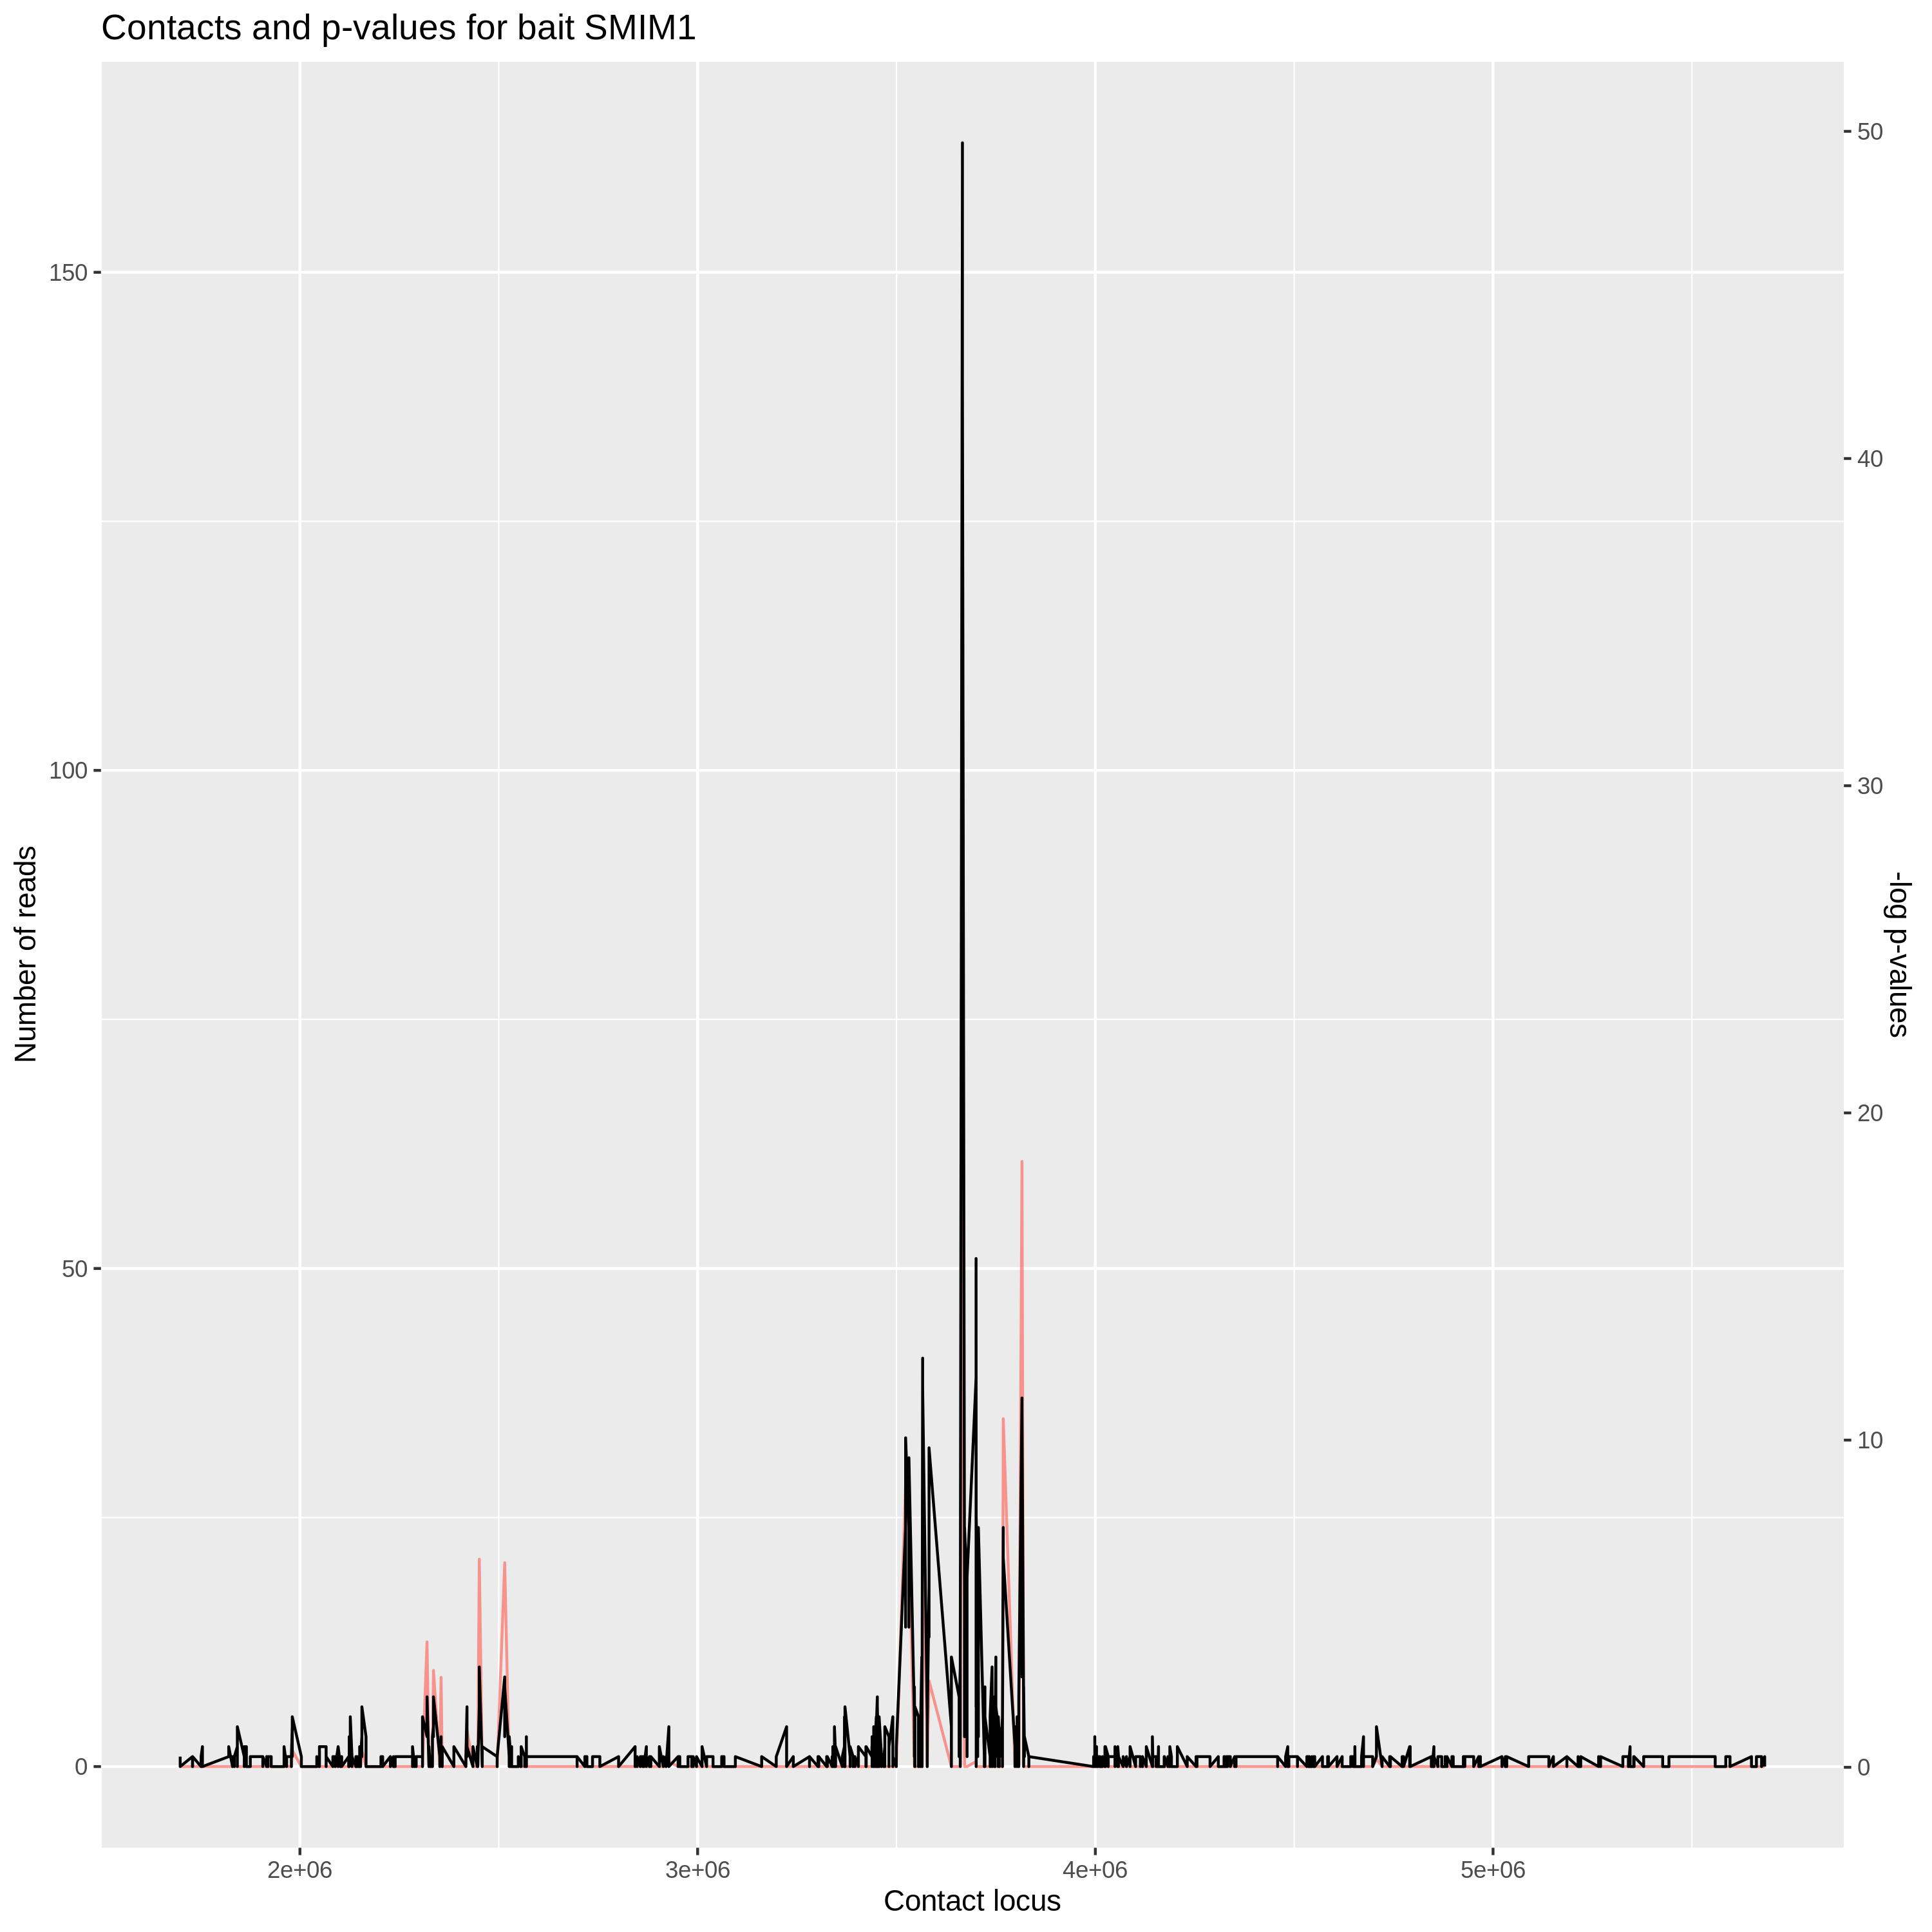 Contacts and p-values for bait SMIM1
Number of reads
150
100
50
0
50
40
30
20
10
0
-log p-values
2e+06 3e+06 4e+06 5e+06
Contact locus